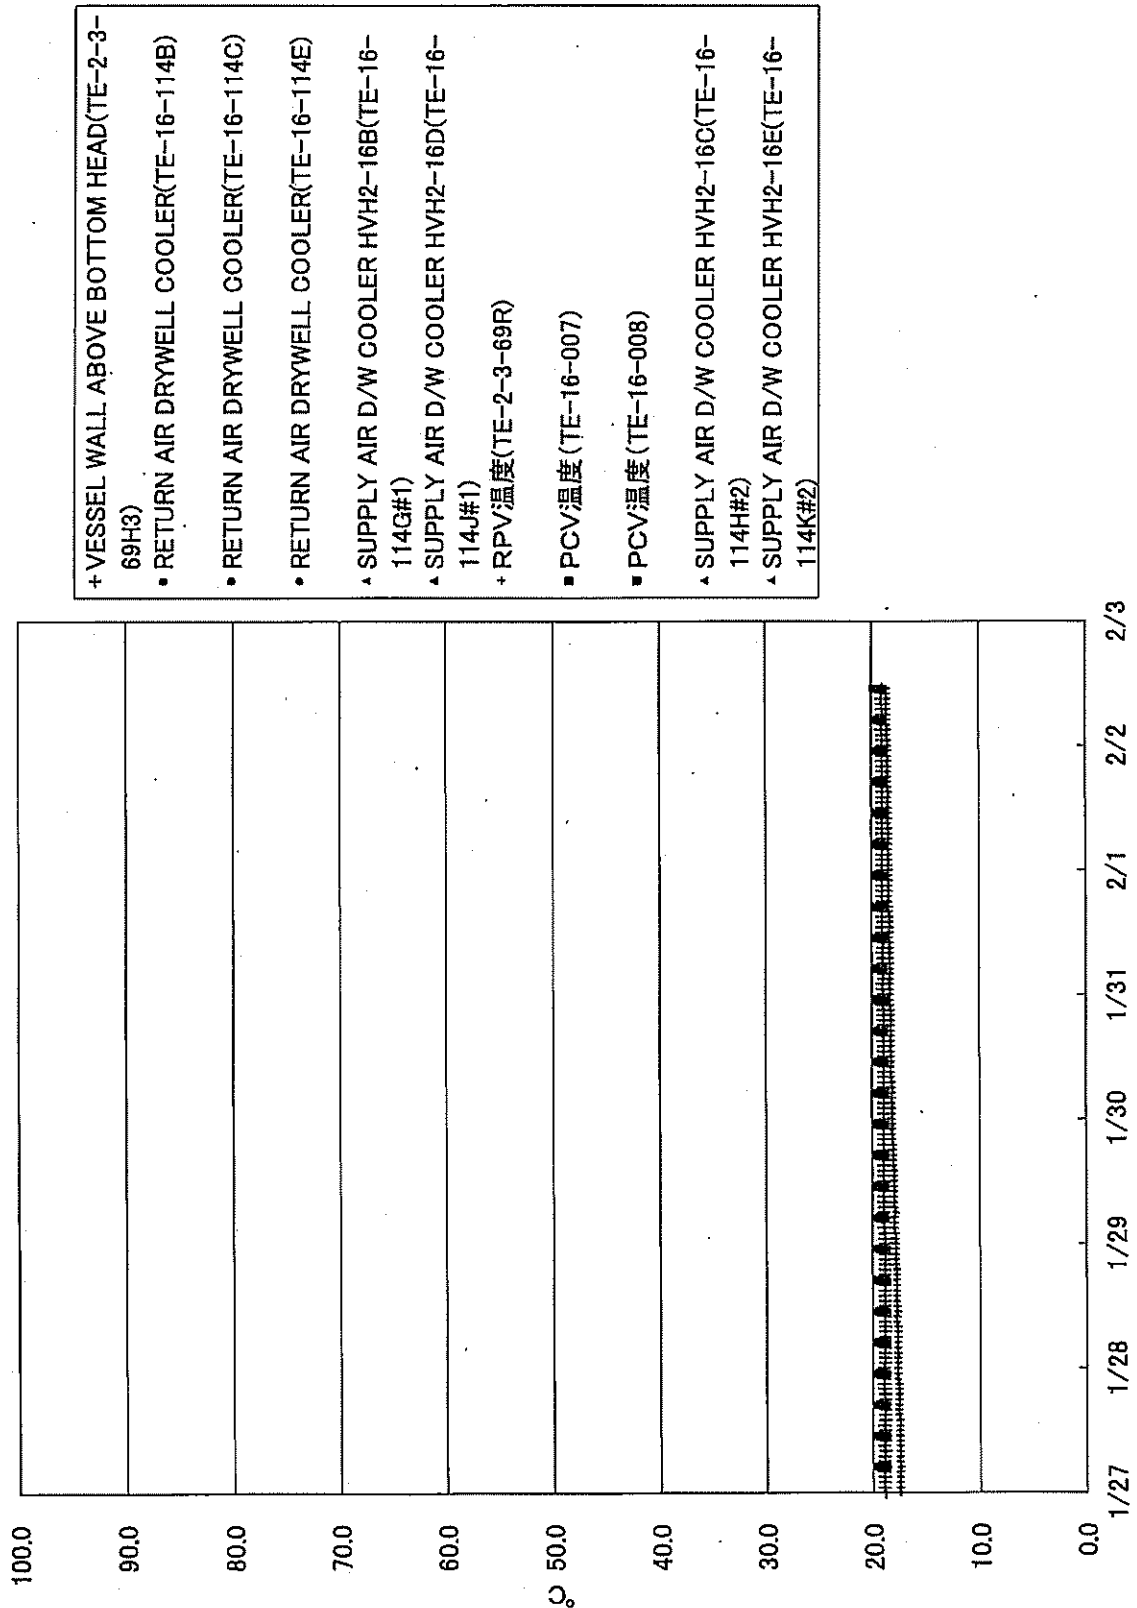 100.0
90.0
80.0
70.0
60.0
50.0
40.0
30.0
20.0
10.0
0.0
℃
1/27
1/28
1/29
1/30
1/31
2/1
2/2
2/3
+ VESSEL WALL ABOVE BOTTOM HEAD(TE-2-3-
69H3)
• RETURN AIR DRYWELL COOLER(TE-16-114B)
• RETURN AIR DRYWELL COOLER(TE-16-114C)
• RETURN AIR DRYWELL COOLER(TE-16-114E)
▲ SUPPLY AIR D/W COOLER HVH2-16B(TE-16-
114G#1)
▲ SUPPLY AIR D/W COOLER HVH2-16D(TE-16-
114J#1)
+ RPV温度(TE-2-3-69R)
■ PCV温度(TE-16-007)
■ PCV温度(TE-16-008)
▲ SUPPLY AIR D/W COOLER HVH2-16C(TE-16-
114H#2)
▲ SUPPLY AIR D/W COOLER HVH2-16E(TE-16-
114K#2)